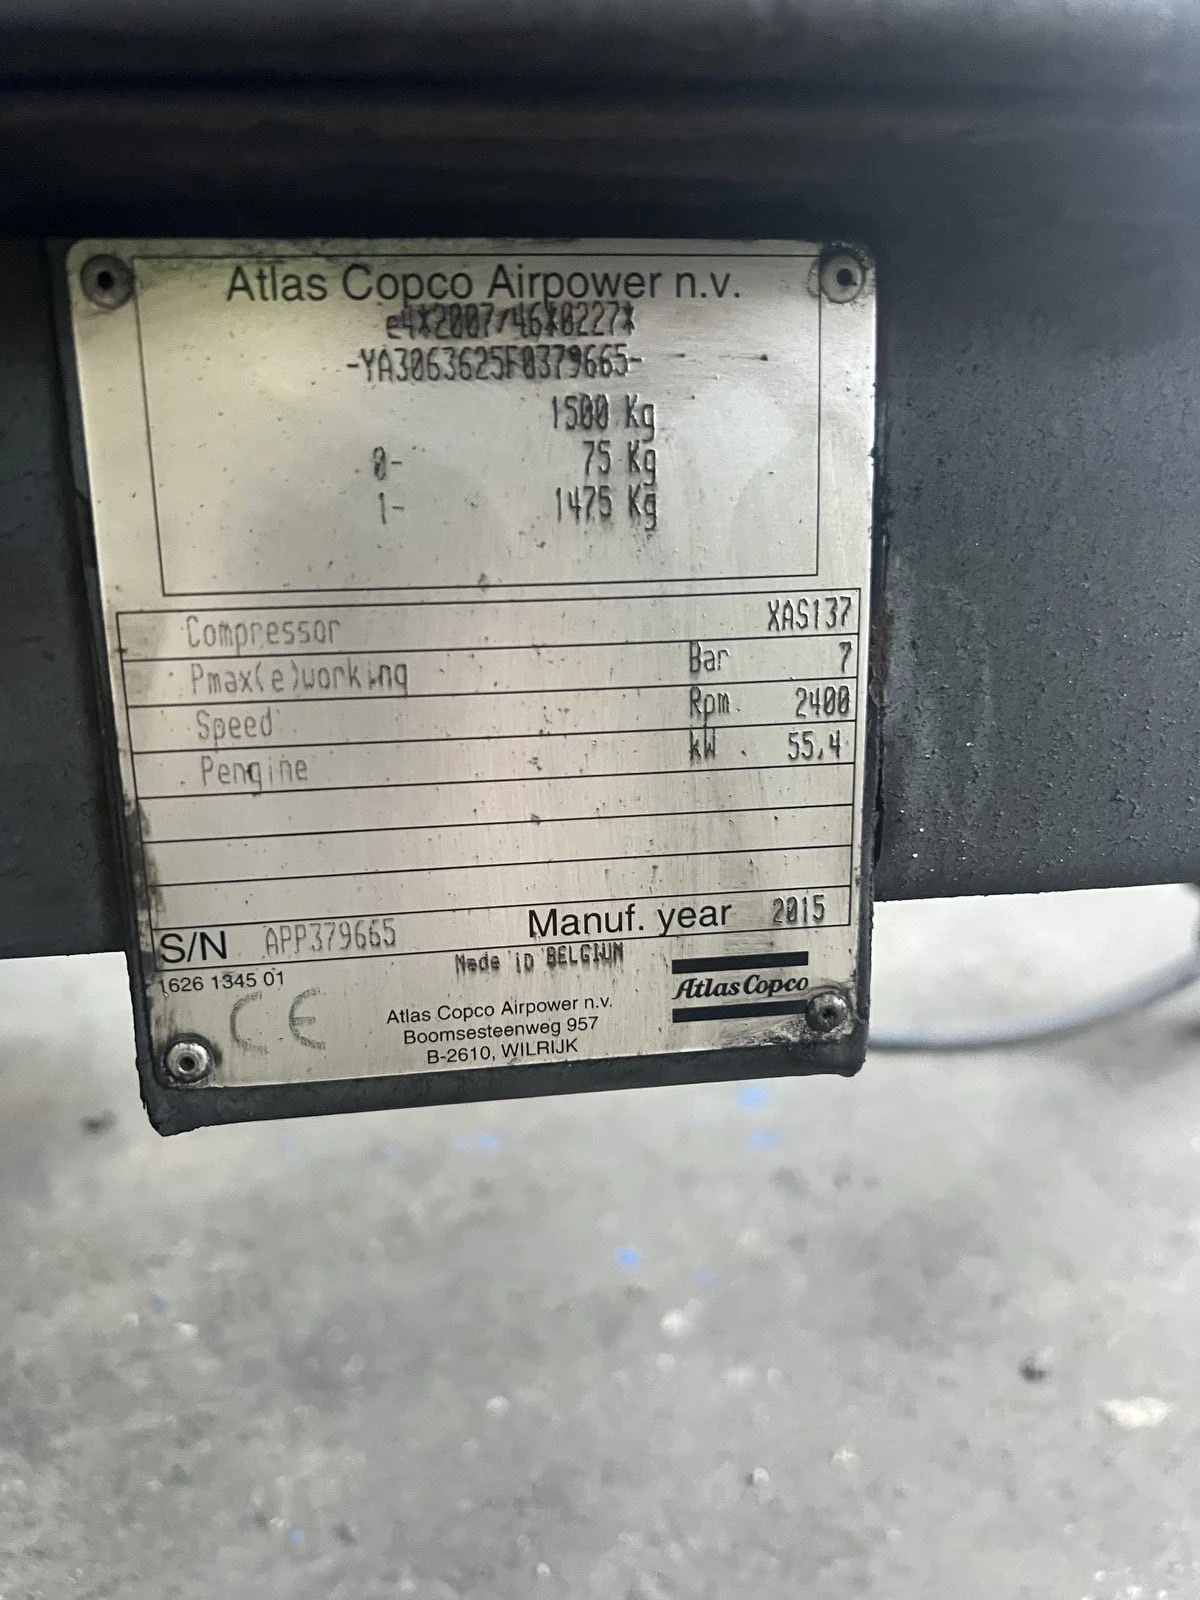 Atlas Copco Airpower n.v.
e4*2007/46*0227*
-YA3063625F0379665-
1500 Kg
0- 75 Kg
1- 1475 Kg
Compressor XAS137
Pmax(e)working Bar 7
Speed Rpm 2400
Pengine kW 55,4
S/N APP379665 Manuf. year 2015
1626 1345 01
Made in BELGIUM
CE
Atlas Copco
Atlas Copco Airpower n.v.
Boomsesteenweg 957
B-2610, WILRIJK